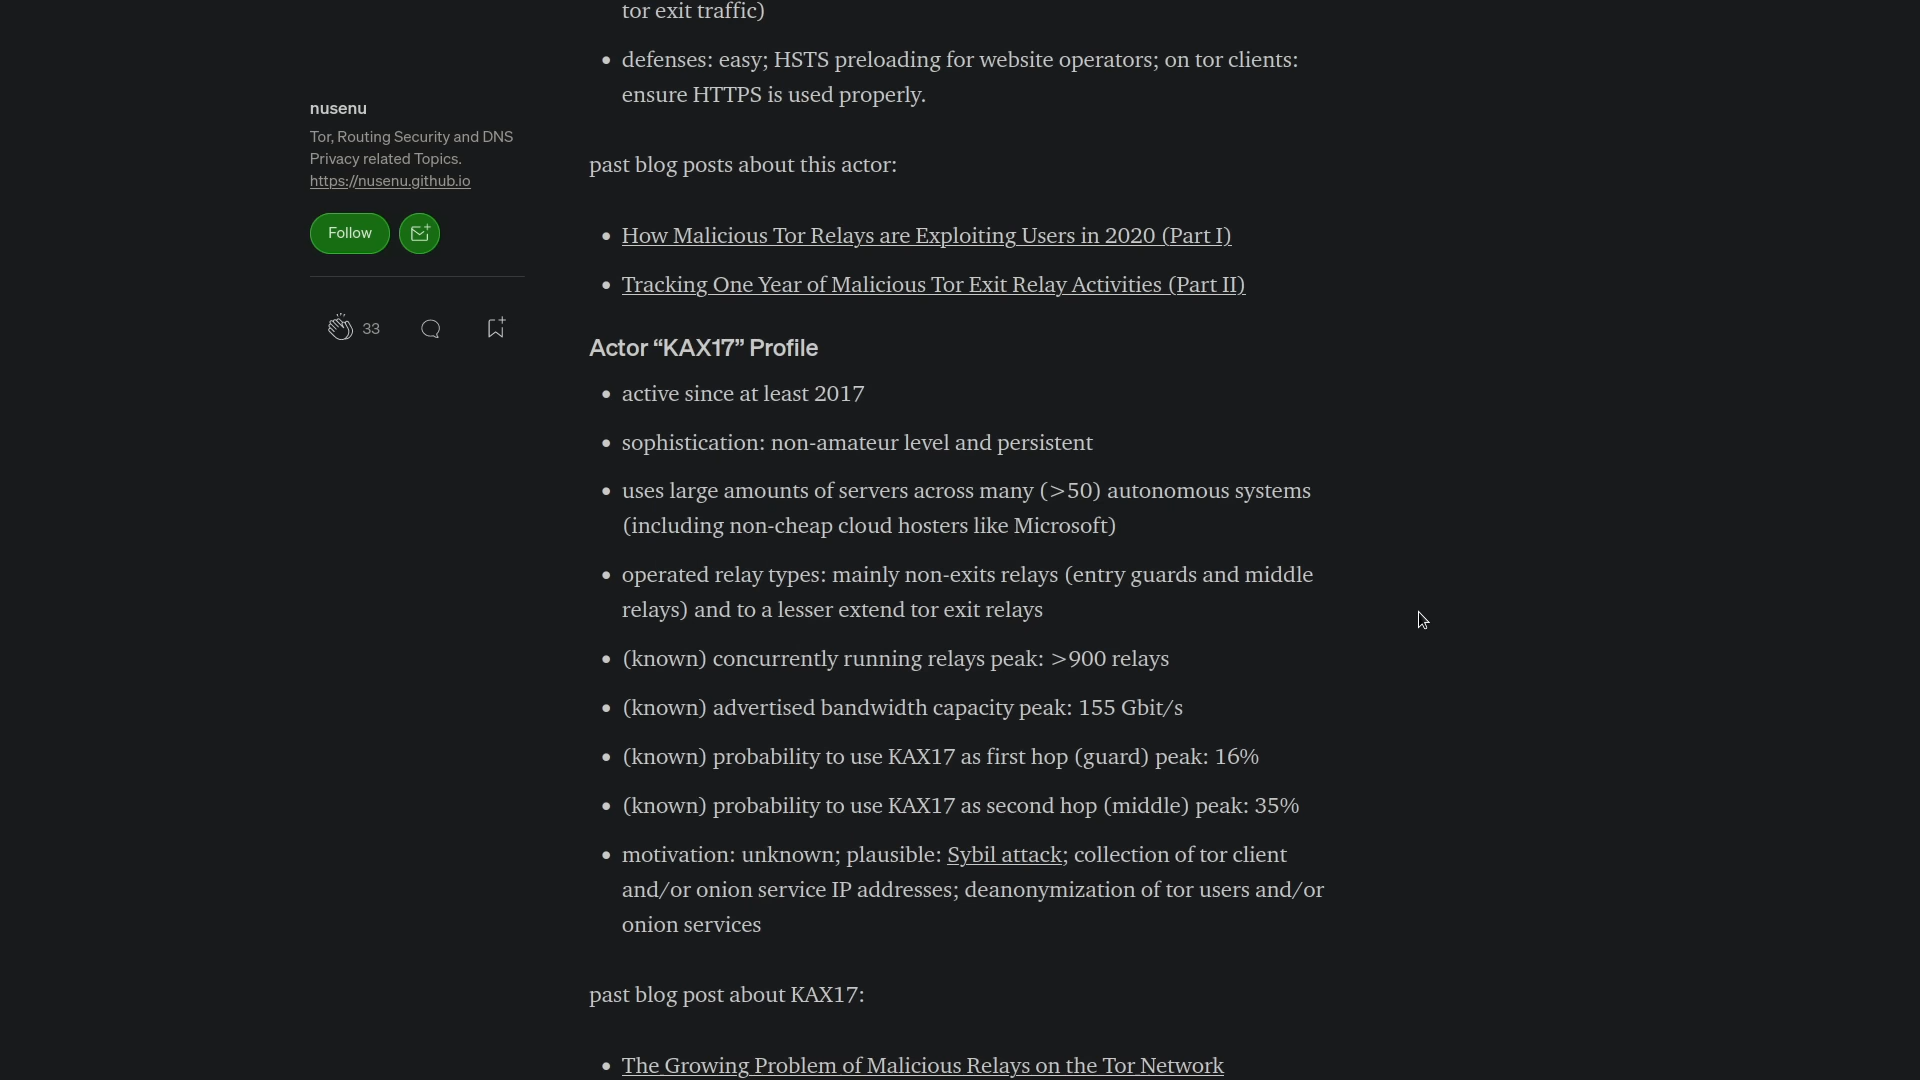 tor exit traffic)
• defenses: easy; HSTS preloading for website operators; on tor clients:
ensure HTTPS is used properly.
nusenu
Tor, Routing Security and DNS
Privacy related Topics.
https://nusenu.github.io
Follow
33
past blog posts about this actor:
• How Malicious Tor Relays are Exploiting Users in 2020 (Part I)
• Tracking One Year of Malicious Tor Exit Relay Activities (Part II)
Actor “KAX17” Profile
• active since at least 2017
• sophistication: non-amateur level and persistent
• uses large amounts of servers across many (>50) autonomous systems
(including non-cheap cloud hosters like Microsoft)
• operated relay types: mainly non-exits relays (entry guards and middle
relays) and to a lesser extend tor exit relays
• (known) concurrently running relays peak: >900 relays
• (known) advertised bandwidth capacity peak: 155 Gbit/s
• (known) probability to use KAX17 as first hop (guard) peak: 16%
• (known) probability to use KAX17 as second hop (middle) peak: 35%
• motivation: unknown; plausible: Sybil attack; collection of tor client
and/or onion service IP addresses; deanonymization of tor users and/or
onion services
past blog post about KAX17:
• The Growing Problem of Malicious Relays on the Tor Network